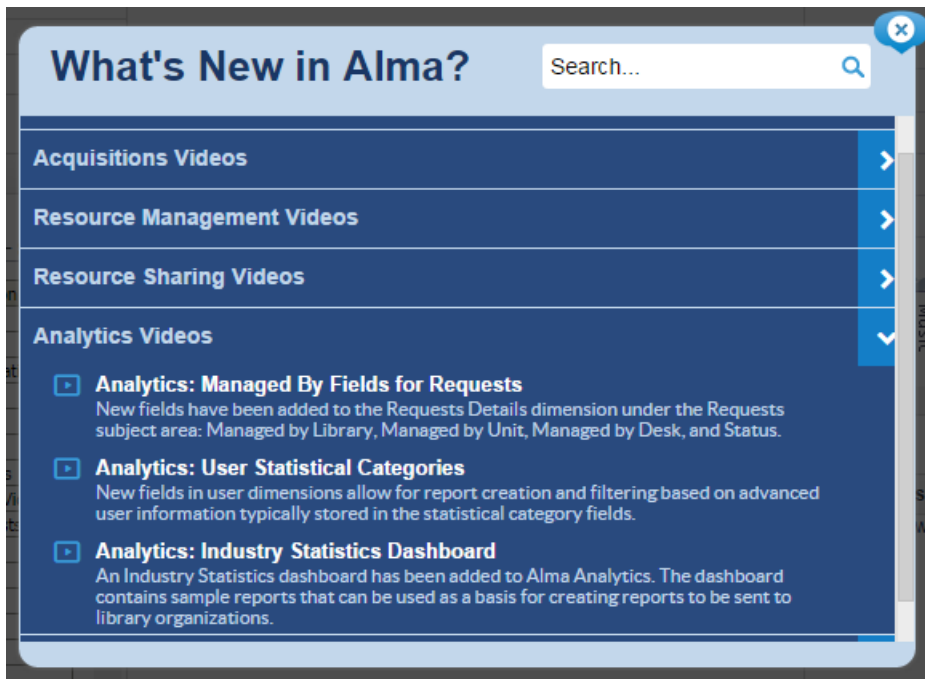 What's New in Alma?
Search...
Acquisitions Videos
Resource Management Videos
Resource Sharing Videos
Analytics Videos
Analytics: Managed By Fields for Requests
New fields have been added to the Requests Details dimension under the Requests
subject area: Managed by Library, Managed by Unit, Managed by Desk, and Status.
Analytics: User Statistical Categories
New fields in user dimensions allow for report creation and filtering based on advanced
user information typically stored in the statistical category fields.
Analytics: Industry Statistics Dashboard
An Industry Statistics dashboard has been added to Alma Analytics. The dashboard
contains sample reports that can be used as a basis for creating reports to be sent to
library organizations.